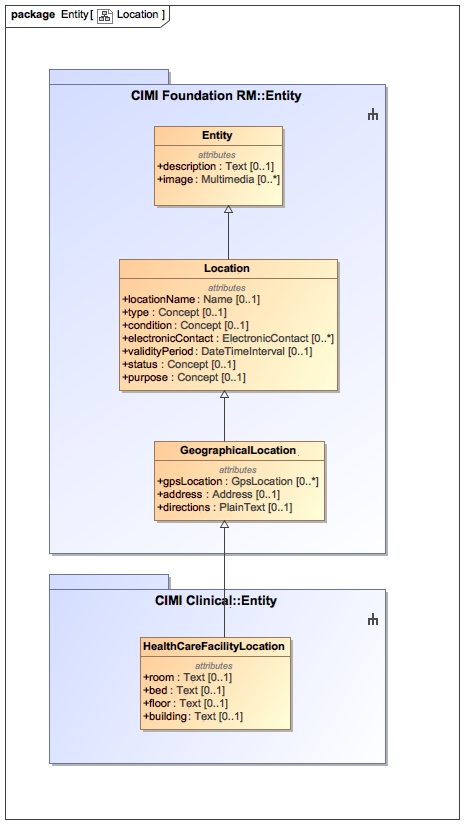 package Entity[ Location ]
CIMI Foundation RM::Entity
Entity
attributes
+description : Text [0..1]
+image : Multimedia [0..*]
Location
attributes
+locationName : Name [0..1]
+type : Concept [0..1]
+condition : Concept [0..1]
+electronicContact : ElectronicContact [0..*]
+validityPeriod : DateTimeInterval [0..1]
+status : Concept [0..1]
+purpose : Concept [0..1]
GeographicalLocation
attributes
+gpsLocation : GpsLocation [0..*]
+address : Address [0..1]
+directions : PlainText [0..1]
CIMI Clinical::Entity
HealthCareFacilityLocation
attributes
+room : Text [0..1]
+bed : Text [0..1]
+floor : Text [0..1]
+building : Text [0..1]